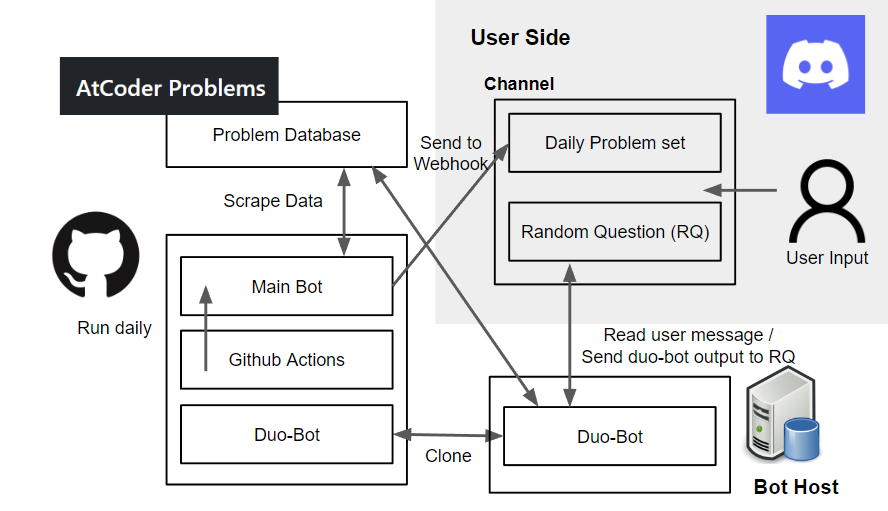 User Side
AtCoder Problems
Channel
Problem Database
Send to
Webhook
Daily Problem set
Scrape Data
Random Question (RQ)
User Input
Main Bot
Run daily
Github Actions
Read user message /
Send duo-bot output to RQ
Duo-Bot
Clone
Duo-Bot
Bot Host